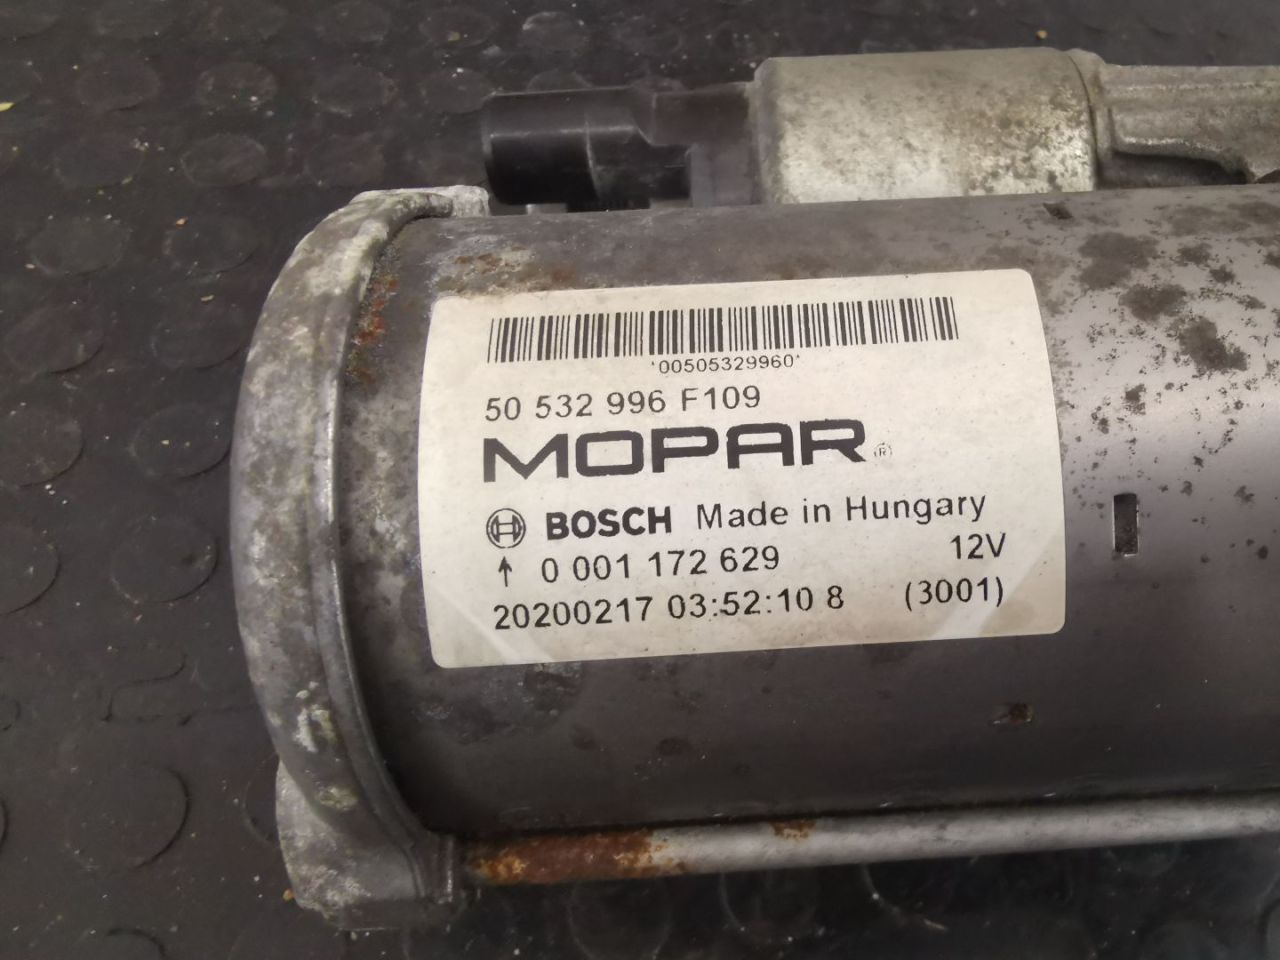 '00505329960'
50 532 996 F109
MOPAR ®
BOSCH Made in Hungary
↑ 0 001 172 629 12V
20200217 03:52:10 8 (3001)